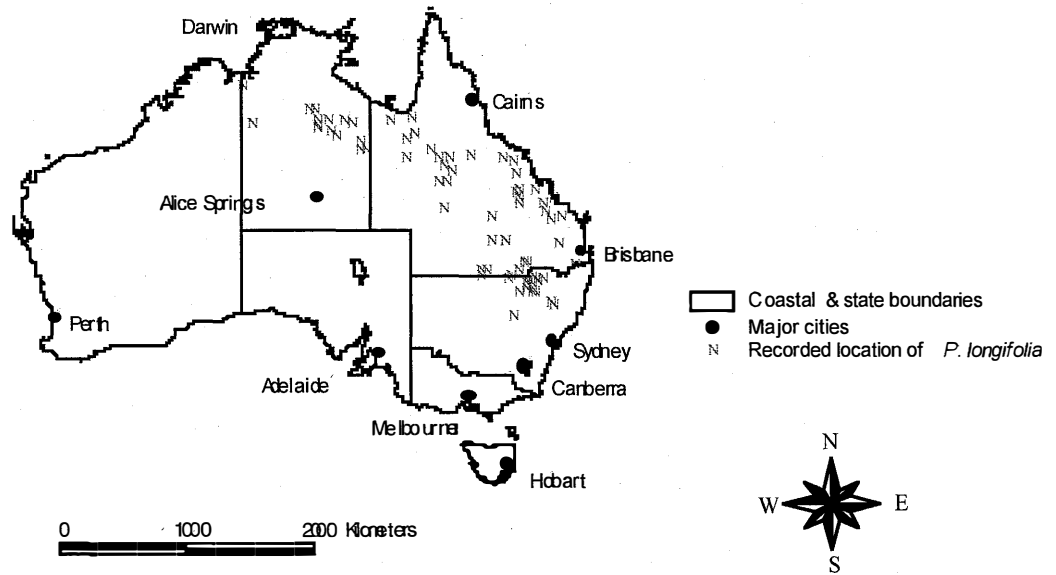 Darwin
Cairns
Alice Springs
Brisbane
Perth
Coastal & state boundaries
Major cities
Sydney
N Recorded location of P. longifolia
Adelaide
Canberra
Melbourne
Hobart
N
W E
S
0 1000 2000 Kilometers